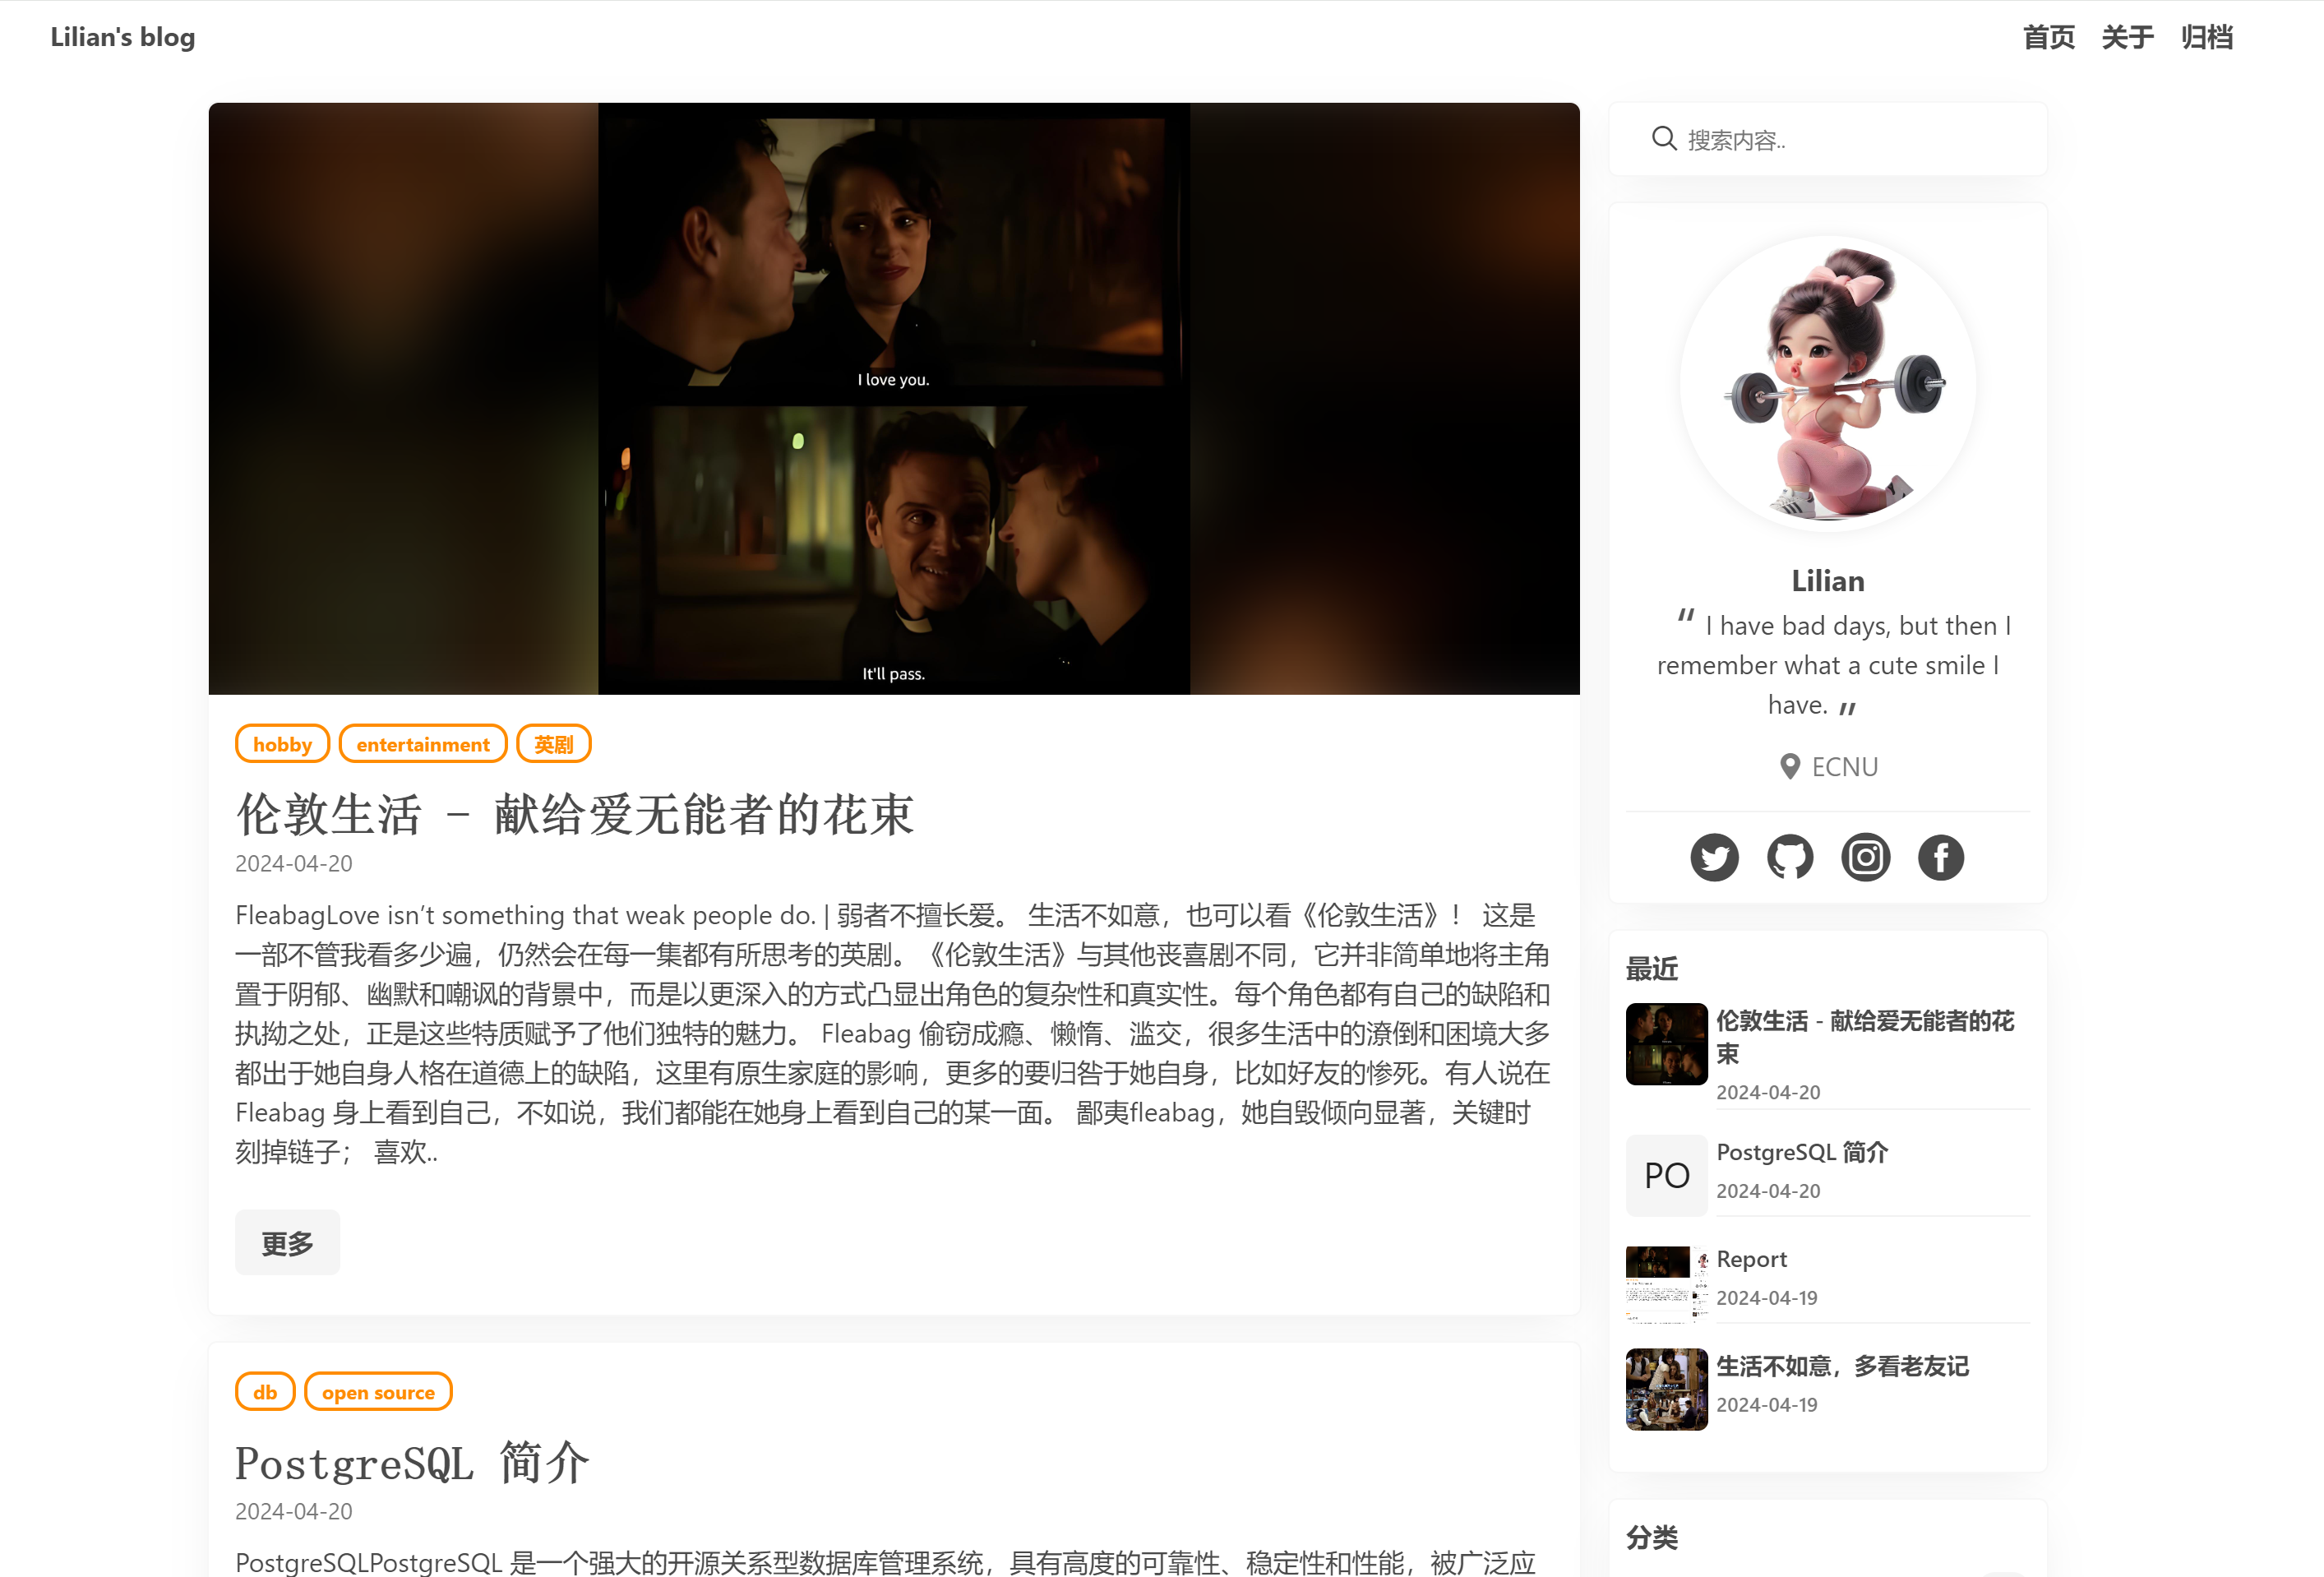 Lilian's blog
首页 关于 归档
I love you.
It'll pass.
hobby entertainment 英剧
伦敦生活 - 献给爱无能者的花束
2024-04-20
FleabagLove isn’t something that weak people do. | 弱者不擅长爱。 生活不如意，也可以看《伦敦生活》！ 这是
一部不管我看多少遍，仍然会在每一集都有所思考的英剧。《伦敦生活》与其他丧喜剧不同，它并非简单地将主角
置于阴郁、幽默和嘲讽的背景中，而是以更深入的方式凸显出角色的复杂性和真实性。每个角色都有自己的缺陷和
执拗之处，正是这些特质赋予了他们独特的魅力。 Fleabag 偷窃成瘾、懒惰、滥交，很多生活中的潦倒和困境大多
都出于她自身人格在道德上的缺陷，这里有原生家庭的影响，更多的要归咎于她自身，比如好友的惨死。有人说在
Fleabag 身上看到自己，不如说，我们都能在她身上看到自己的某一面。 鄙夷fleabag，她自毁倾向显著，关键时
刻掉链子； 喜欢..
更多
db open source
PostgreSQL 简介
2024-04-20
PostgreSQLPostgreSQL 是一个强大的开源关系型数据库管理系统，具有高度的可靠性、稳定性和性能，被广泛应
搜索内容..
Lilian
“ I have bad days, but then I
remember what a cute smile I
have. ”
ECNU
最近
伦敦生活 - 献给爱无能者的花
束
2024-04-20
PO
PostgreSQL 简介
2024-04-20
Report
2024-04-19
生活不如意，多看老友记
2024-04-19
分类